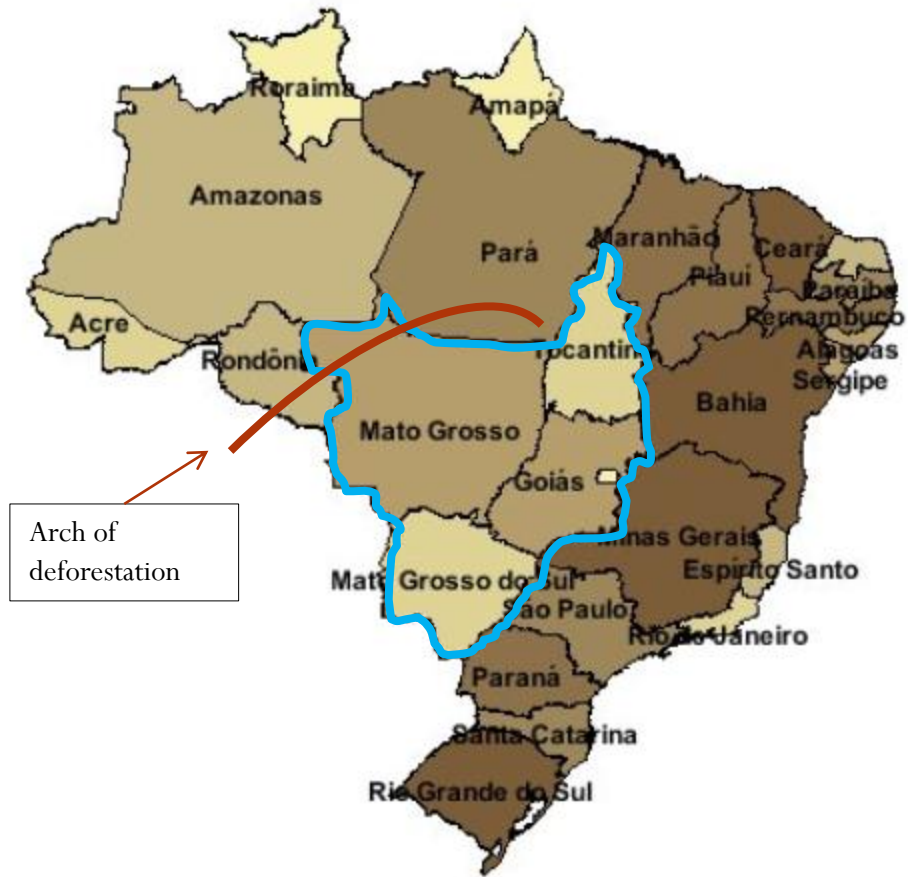 Roraima
Amapá
Amazonas
Pará
Maranhão
Ceará
Piauí
Paraíba
Pernambuco
Acre
Rondônia
Tocantin
Alagoas
Sergipe
Bahia
Mato Grosso
Goiás
Arch of
deforestation
Minas Gerais
Espírito Santo
Mato Grosso do Sul
São Paulo
Rio de Janeiro
Paraná
Santa Catarina
Rio Grande do Sul